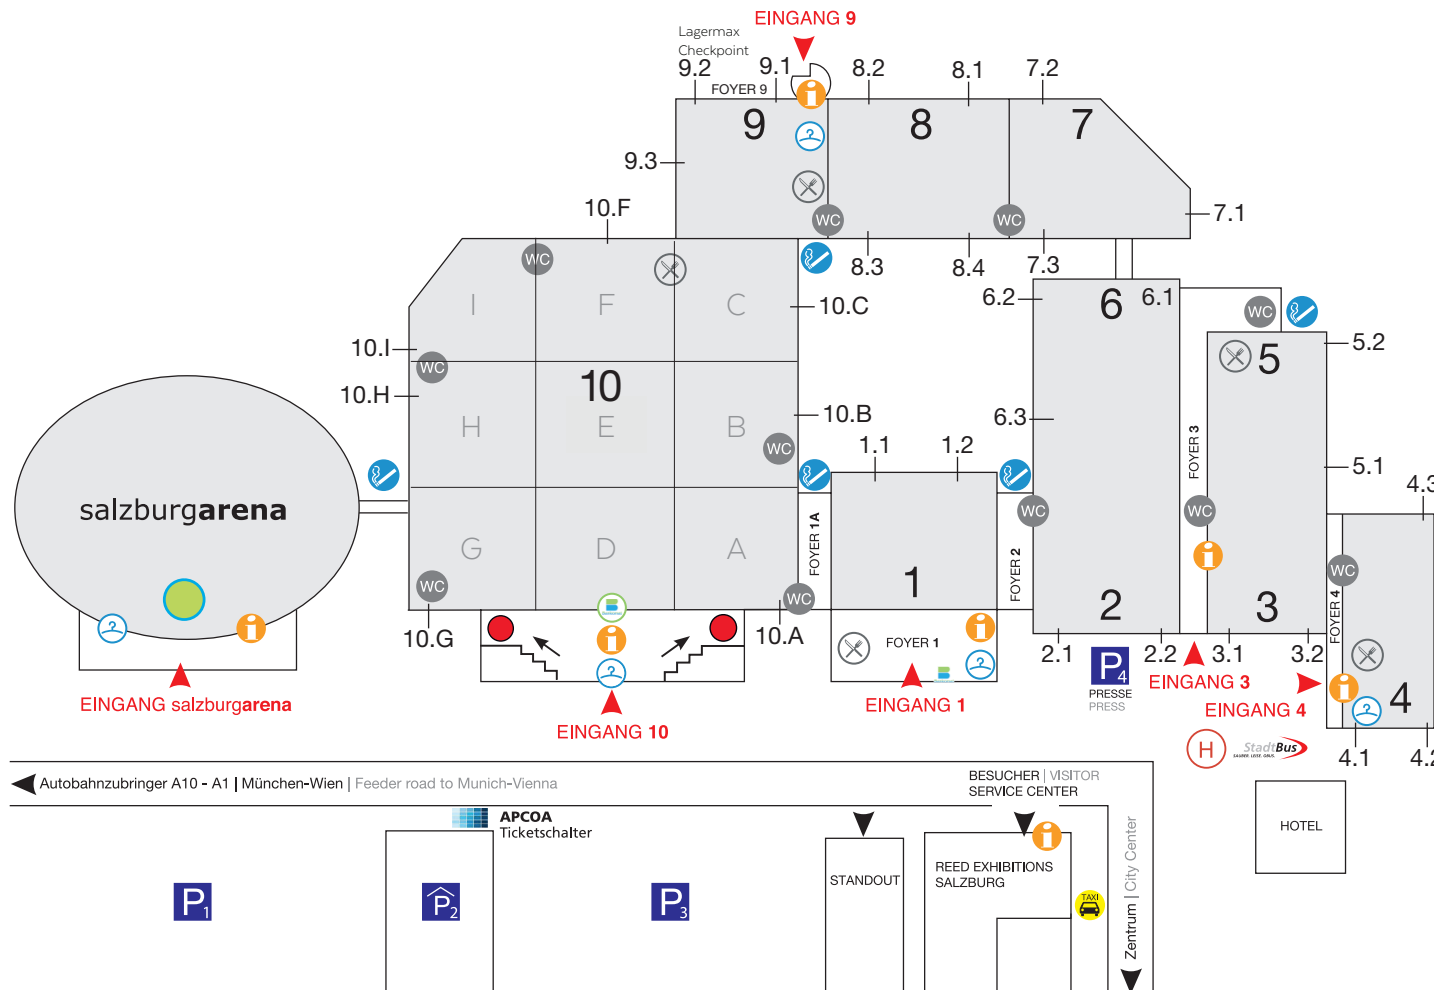 EINGANG 9
Lagermax
Checkpoint
9.2
9.1
8.2
8.1
7.2
FOYER 9
9
8
7
9.3
WC
WC
7.1
10.F
8.3
8.4
7.3
WC
I
F
C
10.C
6.2
6
6.1
WC
10.I
WC
5
5.2
10.H
10
H
E
B
10.B
6.3
WC
1.1
1.2
FOYER 3
5.1
4.3
salzburgarena
WC
WC
G
D
A
FOYER 1A
FOYER 2
WC
WC
WC
1
2
3
FOYER 4
10.G
10.A
FOYER 1
2.1
2.2
3.1
3.2
P4
PRESSE
PRESS
EINGANG 3
EINGANG salzburgarena
EINGANG 10
EINGANG 1
EINGANG 4
4
H
StadtBus
4.1
4.2
Autobahnzubringer A10 - A1 | München-Wien | Feeder road to Munich-Vienna
BESUCHER | VISITOR
SERVICE CENTER
APCOA
Ticketschalter
HOTEL
STANDOUT
REED EXHIBITIONS
SALZBURG
P1
P2
P3
TAXI
Zentrum | City Center